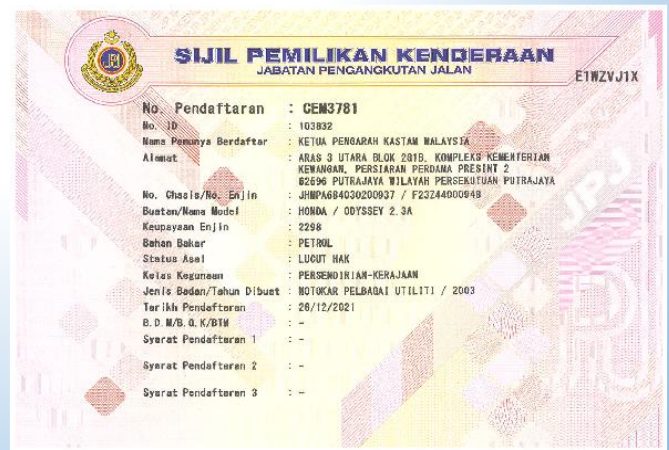 SIJIL PEMILIKAN KENDERAAN
JABATAN PENGANGKUTAN JALAN
E1WZVJ1X
No. Pendaftaran : CEM3781
No. ID : 103832
Nama Pemunya Berdaftar : KETUA PENGARAH KASTAM MALAYSIA
Alamat : ARAS 3 UTARA BLOK 2G1B, KOMPLEKS KEMENTERIAN
KEWANGAN, PERSIARAN PERDANA PRESINT 2
62596 PUTRAJAYA WILAYAH PERSEKUTUAN PUTRAJAYA
No. Chasis/No. Enjin : JHMPA684030200937 / F23Z44000948
Buatan/Nama Model : HONDA / ODYSSEY 2.3A
Keupayaan Enjin : 2298
Bahan Bakar : PETROL
Status Asal : LUCUT HAK
Kelas Kegunaan : PERSENDIRIAN-KERAJAAN
Jenis Badan/Tahun Dibuat : MOTOKAR PELBAGAI UTILITI / 2003
Tarikh Pendaftaran : 28/12/2021
B.D.M/B.G.K/BTM : -
Syarat Pendaftaran 1 : -
Syarat Pendaftaran 2 : -
Syarat Pendaftaran 3 : -
JPJ